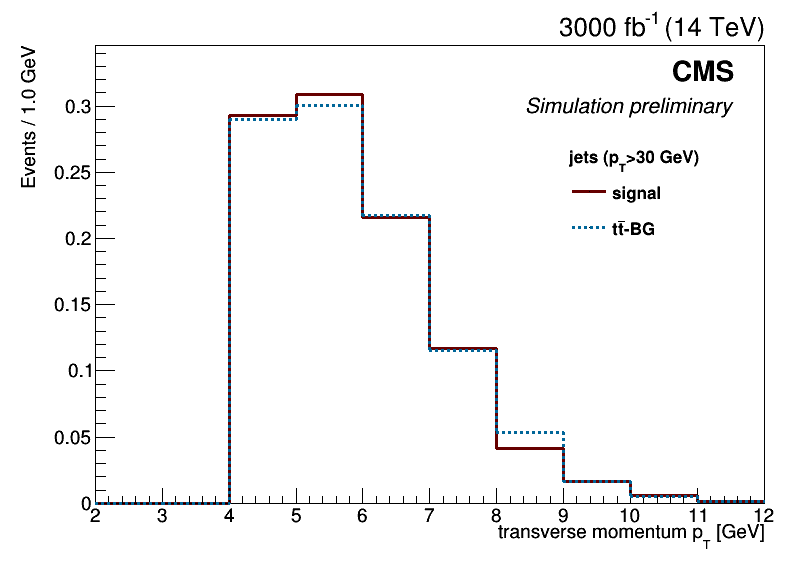 3000 fb⁻¹ (14 TeV)
CMS
Simulation preliminary
jets (p_T>30 GeV)
signal
tt̄-BG
Events / 1.0 GeV
0.3
0.25
0.2
0.15
0.1
0.05
0
2 3 4 5 6 7 8 9 10 11 12
transverse momentum p_T [GeV]